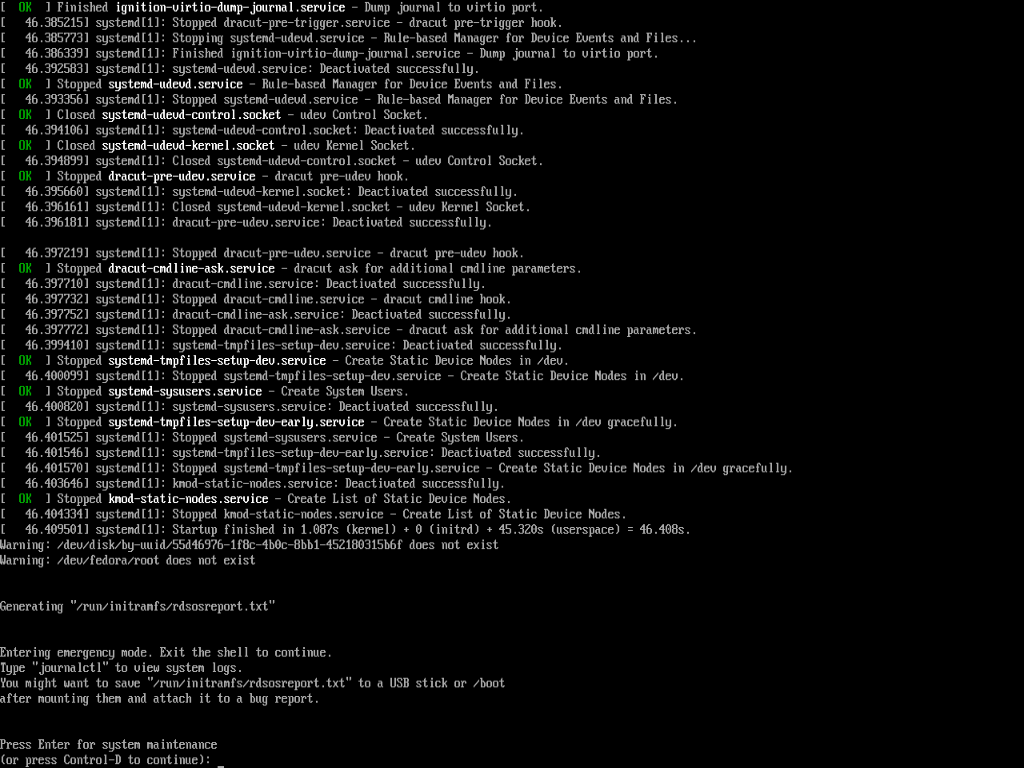 [  OK  ] Finished ignition-virtio-dump-journal.service - Dump journal to virtio port.
[   46.385215] systemd[1]: Stopped dracut-pre-trigger.service - dracut pre-trigger hook.
[   46.385773] systemd[1]: Stopping systemd-udevd.service - Rule-based Manager for Device Events and Files...
[   46.386339] systemd[1]: Finished ignition-virtio-dump-journal.service - Dump journal to virtio port.
[   46.392583] systemd[1]: systemd-udevd.service: Deactivated successfully.
[  OK  ] Stopped systemd-udevd.service - Rule-based Manager for Device Events and Files.
[   46.393356] systemd[1]: Stopped systemd-udevd.service - Rule-based Manager for Device Events and Files.
[  OK  ] Closed systemd-udevd-control.socket - udev Control Socket.
[   46.394106] systemd[1]: systemd-udevd-control.socket: Deactivated successfully.
[  OK  ] Closed systemd-udevd-kernel.socket - udev Kernel Socket.
[   46.394899] systemd[1]: Closed systemd-udevd-control.socket - udev Control Socket.
[  OK  ] Stopped dracut-pre-udev.service - dracut pre-udev hook.
[   46.395660] systemd[1]: systemd-udevd-kernel.socket: Deactivated successfully.
[   46.396161] systemd[1]: Closed systemd-udevd-kernel.socket - udev Kernel Socket.
[   46.396181] systemd[1]: dracut-pre-udev.service: Deactivated successfully.
[   46.397219] systemd[1]: Stopped dracut-pre-udev.service - dracut pre-udev hook.
[  OK  ] Stopped dracut-cmdline-ask.service - dracut ask for additional cmdline parameters.
[   46.397710] systemd[1]: dracut-cmdline.service: Deactivated successfully.
[   46.397732] systemd[1]: Stopped dracut-cmdline.service - dracut cmdline hook.
[   46.397752] systemd[1]: dracut-cmdline-ask.service: Deactivated successfully.
[   46.397772] systemd[1]: Stopped dracut-cmdline-ask.service - dracut ask for additional cmdline parameters.
[   46.399410] systemd[1]: systemd-tmpfiles-setup-dev.service: Deactivated successfully.
[  OK  ] Stopped systemd-tmpfiles-setup-dev.service - Create Static Device Nodes in /dev.
[   46.400099] systemd[1]: Stopped systemd-tmpfiles-setup-dev.service - Create Static Device Nodes in /dev.
[  OK  ] Stopped systemd-sysusers.service - Create System Users.
[   46.400820] systemd[1]: systemd-sysusers.service: Deactivated successfully.
[  OK  ] Stopped systemd-tmpfiles-setup-dev-early.service - Create Static Device Nodes in /dev gracefully.
[   46.401525] systemd[1]: Stopped systemd-sysusers.service - Create System Users.
[   46.401546] systemd[1]: systemd-tmpfiles-setup-dev-early.service: Deactivated successfully.
[   46.401570] systemd[1]: Stopped systemd-tmpfiles-setup-dev-early.service - Create Static Device Nodes in /dev gracefully.
[   46.403646] systemd[1]: kmod-static-nodes.service: Deactivated successfully.
[  OK  ] Stopped kmod-static-nodes.service - Create List of Static Device Nodes.
[   46.404334] systemd[1]: Stopped kmod-static-nodes.service - Create List of Static Device Nodes.
[   46.409501] systemd[1]: Startup finished in 1.087s (kernel) + 0 (initrd) + 45.320s (userspace) = 46.408s.
Warning: /dev/disk/by-uuid/55d46976-1f8c-4b0c-8bb1-452180315b6f does not exist
Warning: /dev/fedora/root does not exist
Generating "/run/initramfs/rdsosreport.txt"
Entering emergency mode. Exit the shell to continue.
Type "journalctl" to view system logs.
You might want to save "/run/initramfs/rdsosreport.txt" to a USB stick or /boot
after mounting them and attach it to a bug report.
Press Enter for system maintenance
(or press Control-D to continue): _